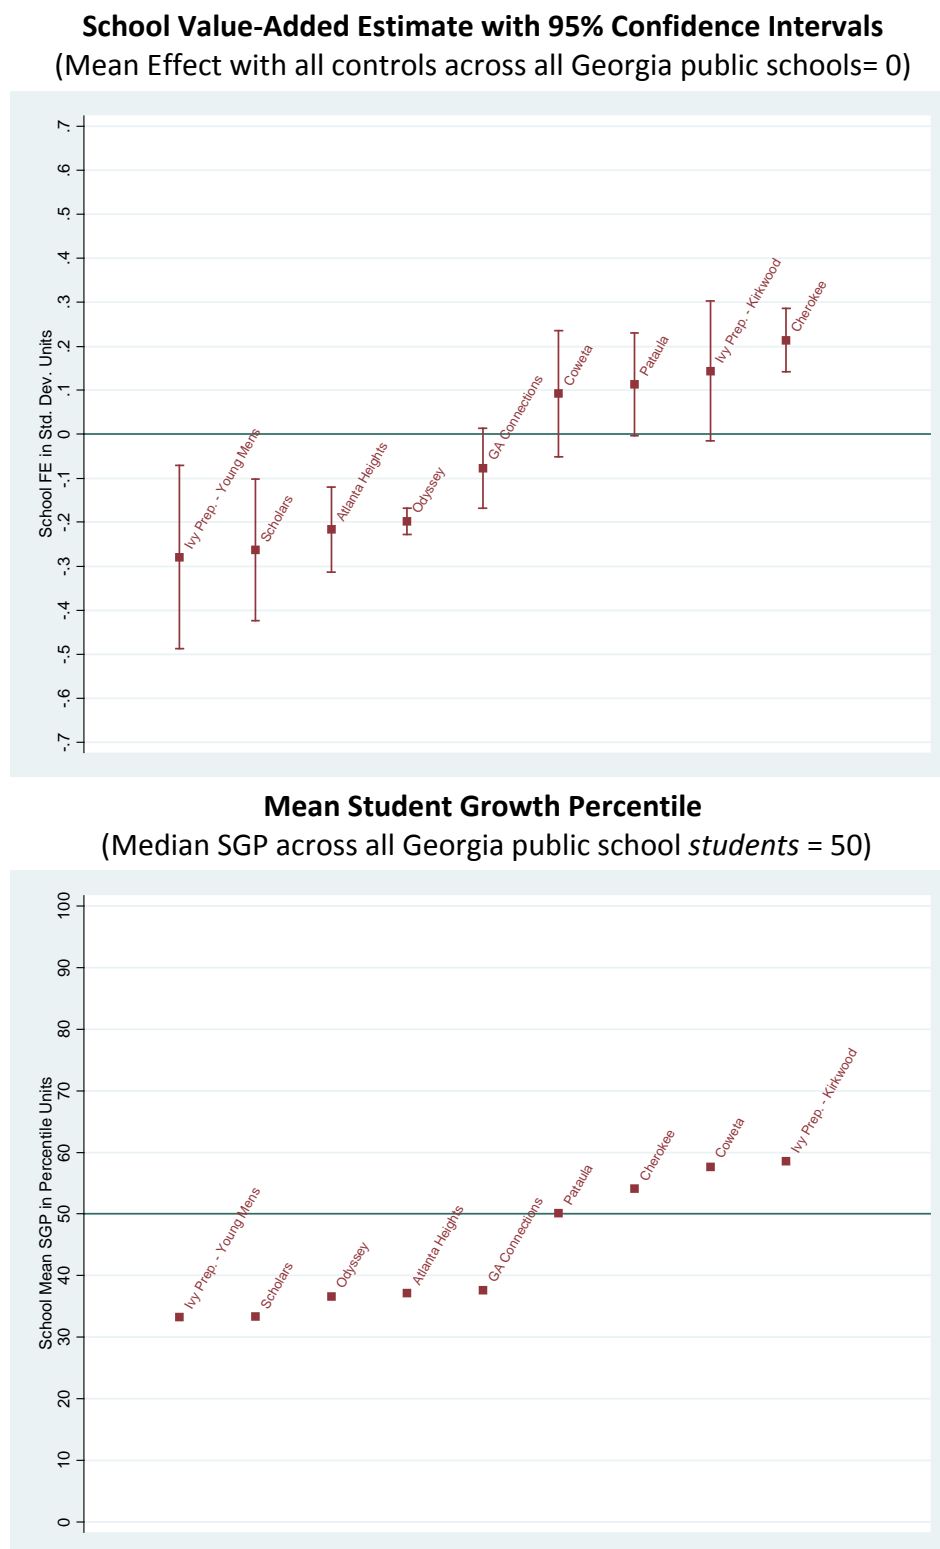 School Value-Added Estimate with 95% Confidence Intervals
(Mean Effect with all controls across all Georgia public schools= 0)
School FE in Std. Dev. Units
.7
.6
.5
.4
.3
.2
.1
0
-.1
-.2
-.3
-.4
-.5
-.6
-.7
Ivy Prep. - Young Mens
Scholars
Atlanta Heights
Odyssey
GA Connections
Coweta
Pataula
Ivy Prep. - Kirkwood
Cherokee
Mean Student Growth Percentile
(Median SGP across all Georgia public school students = 50)
School Mean SGP in Percentile Units
100
90
80
70
60
50
40
30
20
10
0
Ivy Prep. - Young Mens
Scholars
Odyssey
Atlanta Heights
GA Connections
Pataula
Cherokee
Coweta
Ivy Prep. - Kirkwood